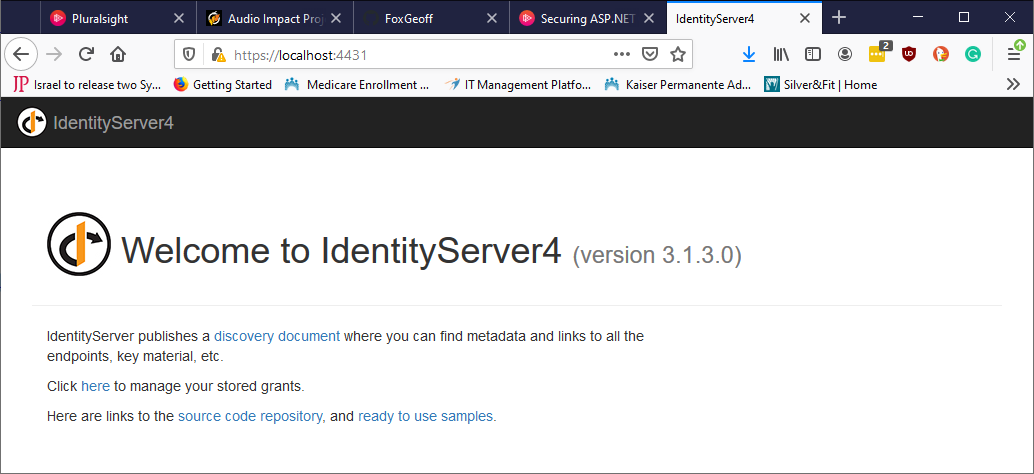 Pluralsight
Audio Impact Proj
FoxGeoff
Securing ASP.NET
IdentityServer4
https://localhost:4431
2
JP Israel to release two Sy...
Getting Started
Medicare Enrollment ...
IT Management Platfo...
Kaiser Permanente Ad...
Silver&Fit | Home
IdentityServer4
Welcome to IdentityServer4 (version 3.1.3.0)
IdentityServer publishes a discovery document where you can find metadata and links to all the
endpoints, key material, etc.
Click here to manage your stored grants.
Here are links to the source code repository, and ready to use samples.